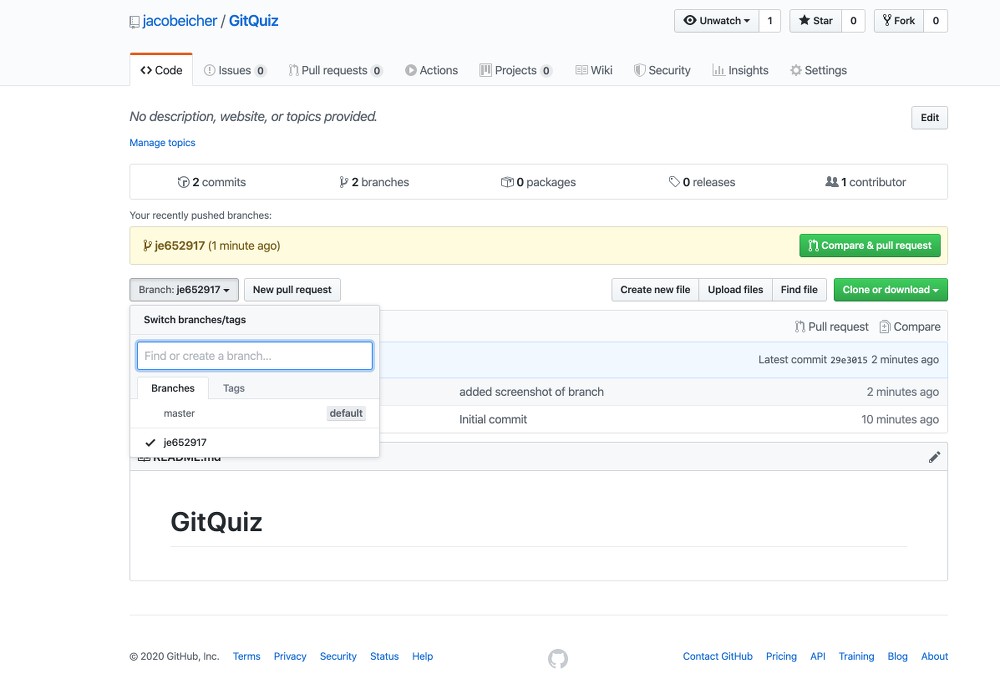 jacobeicher / GitQuiz
Unwatch 1 Star 0 Fork 0
Code Issues 0 Pull requests 0 Actions Projects 0 Wiki Security Insights Settings
No description, website, or topics provided. Edit
Manage topics
2 commits 2 branches 0 packages 0 releases 1 contributor
Your recently pushed branches:
je652917 (1 minute ago) Compare & pull request
Branch: je652917 New pull request Create new file Upload files Find file Clone or download
Switch branches/tags Pull request Compare
Find or create a branch... Latest commit 29e3015 2 minutes ago
Branches Tags added screenshot of branch 2 minutes ago
master default Initial commit 10 minutes ago
je652917
README.md
GitQuiz
© 2020 GitHub, Inc. Terms Privacy Security Status Help Contact GitHub Pricing API Training Blog About